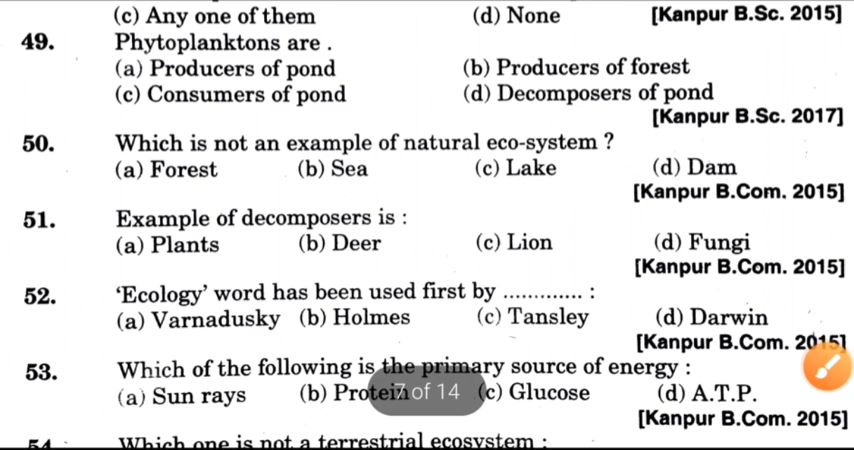 (c) Any one of them (d) None [Kanpur B.Sc. 2015]
49. Phytoplanktons are .
(a) Producers of pond (b) Producers of forest
(c) Consumers of pond (d) Decomposers of pond
[Kanpur B.Sc. 2017]
50. Which is not an example of natural eco-system ?
(a) Forest (b) Sea (c) Lake (d) Dam
[Kanpur B.Com. 2015]
51. Example of decomposers is :
(a) Plants (b) Deer (c) Lion (d) Fungi
[Kanpur B.Com. 2015]
52. ‘Ecology’ word has been used first by ............. :
(a) Varnadusky (b) Holmes (c) Tansley (d) Darwin
[Kanpur B.Com. 2015]
53. Which of the following is the primary source of energy :
(a) Sun rays (b) Protein (c) Glucose (d) A.T.P.
7 of 14
[Kanpur B.Com. 2015]
54. Which one is not a terrestrial ecosystem :